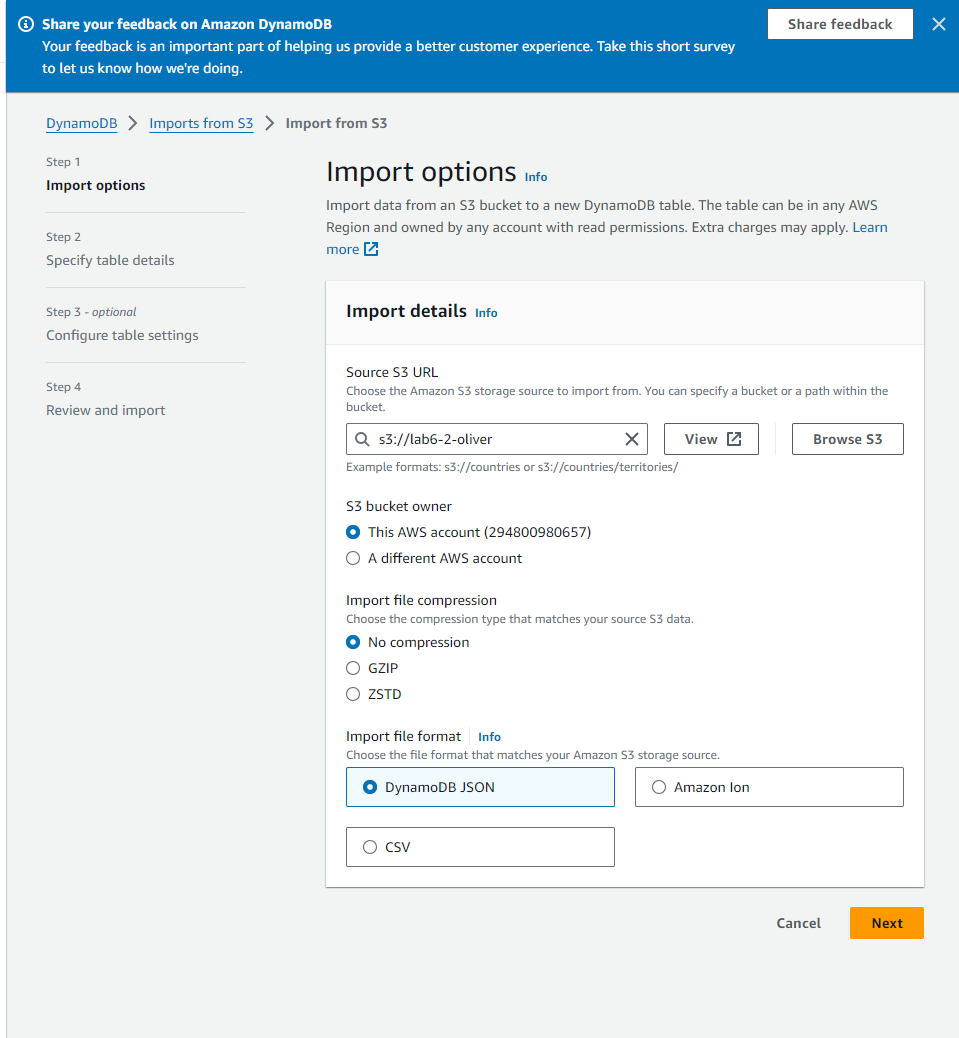 Share your feedback on Amazon DynamoDB
Your feedback is an important part of helping us provide a better customer experience. Take this short survey
to let us know how we're doing.
Share feedback
DynamoDB
Imports from S3
Import from S3
Step 1
Import options
Step 2
Specify table details
Step 3 - optional
Configure table settings
Step 4
Review and import
Import options Info
Import data from an S3 bucket to a new DynamoDB table. The table can be in any AWS
Region and owned by any account with read permissions. Extra charges may apply. Learn
more
Import details Info
Source S3 URL
Choose the Amazon S3 storage source to import from. You can specify a bucket or a path within the
bucket.
s3://lab6-2-oliver
View
Browse S3
Example formats: s3://countries or s3://countries/territories/
S3 bucket owner
This AWS account (294800980657)
A different AWS account
Import file compression
Choose the compression type that matches your source S3 data.
No compression
GZIP
ZSTD
Import file format Info
Choose the file format that matches your Amazon S3 storage source.
DynamoDB JSON
Amazon Ion
CSV
Cancel
Next